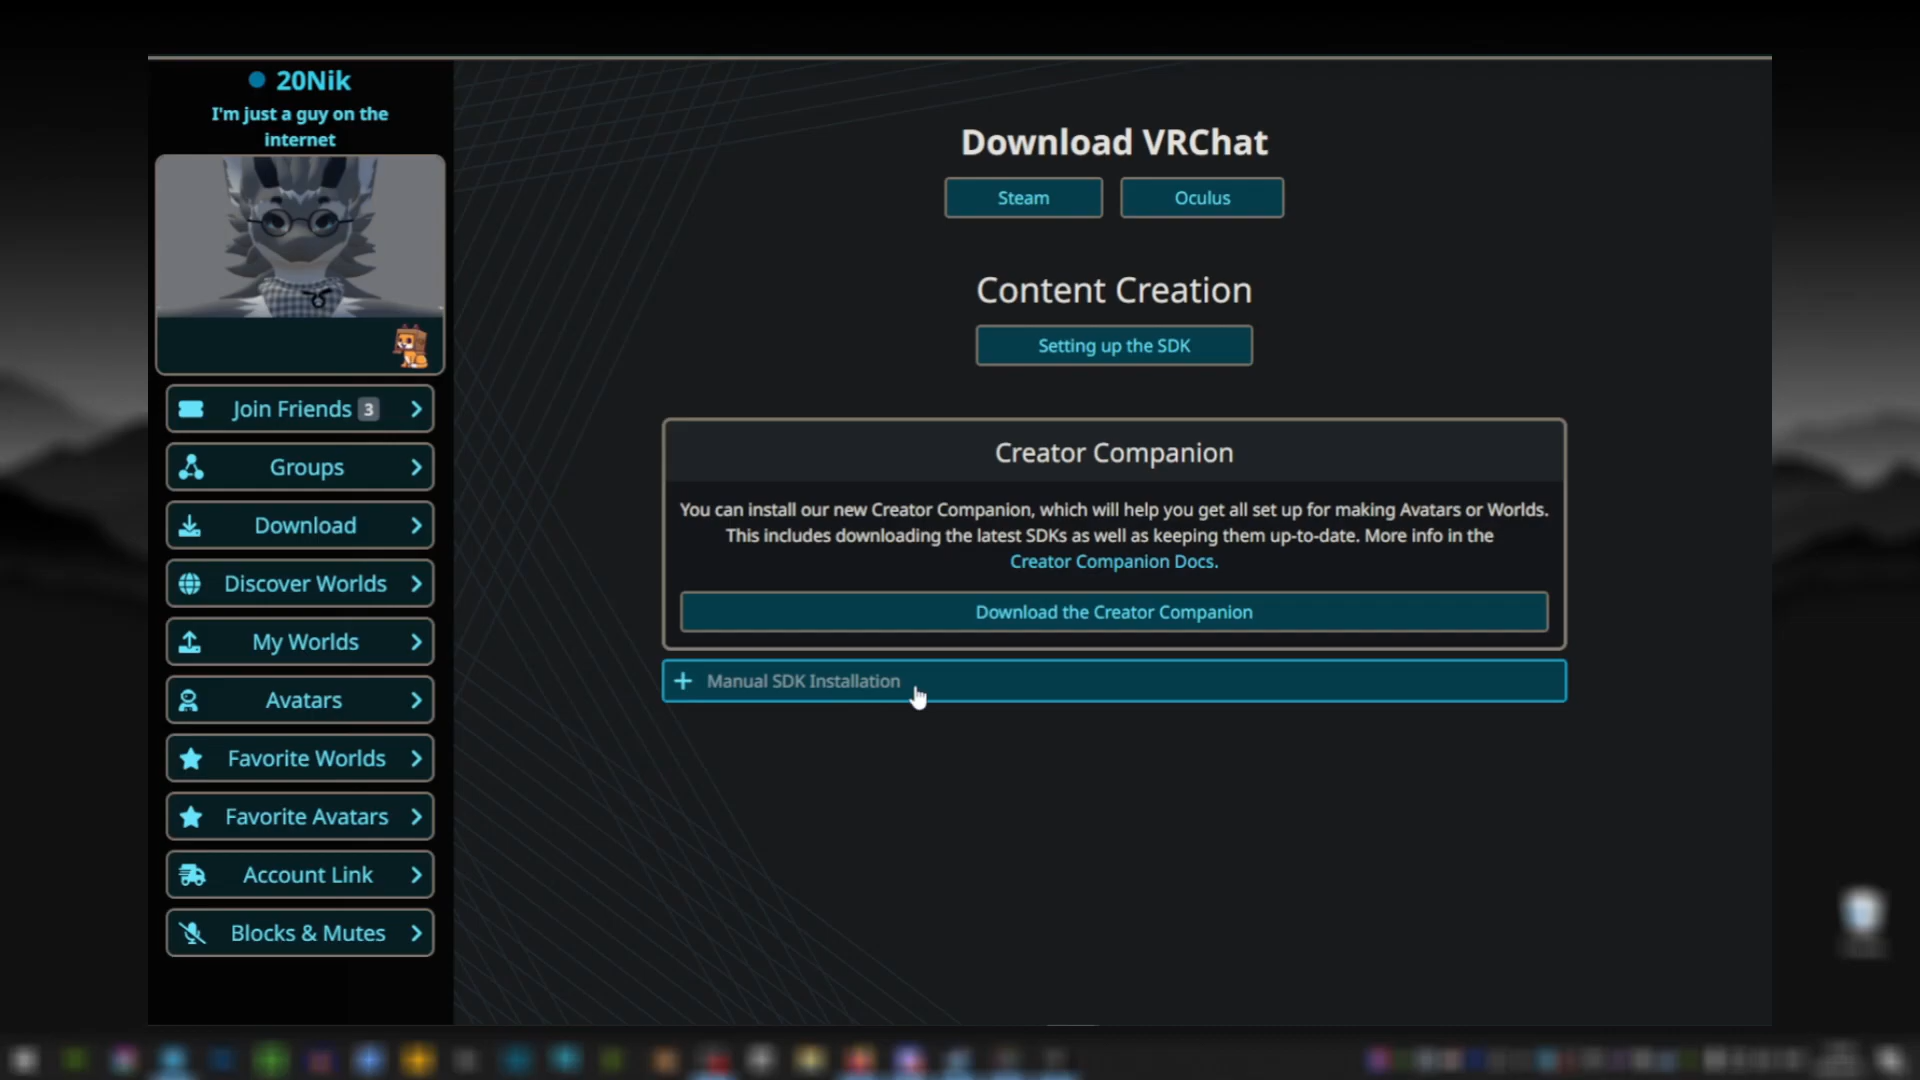 20Nik
I'm just a guy on the
internet
Join Friends 3
Groups
Download
Discover Worlds
My Worlds
Avatars
Favorite Worlds
Favorite Avatars
Account Link
Blocks & Mutes
Download VRChat
Steam
Oculus
Content Creation
Setting up the SDK
Creator Companion
You can install our new Creator Companion, which will help you get all set up for making Avatars or Worlds.
This includes downloading the latest SDKs as well as keeping them up-to-date. More info in the
Creator Companion Docs.
Download the Creator Companion
Manual SDK Installation